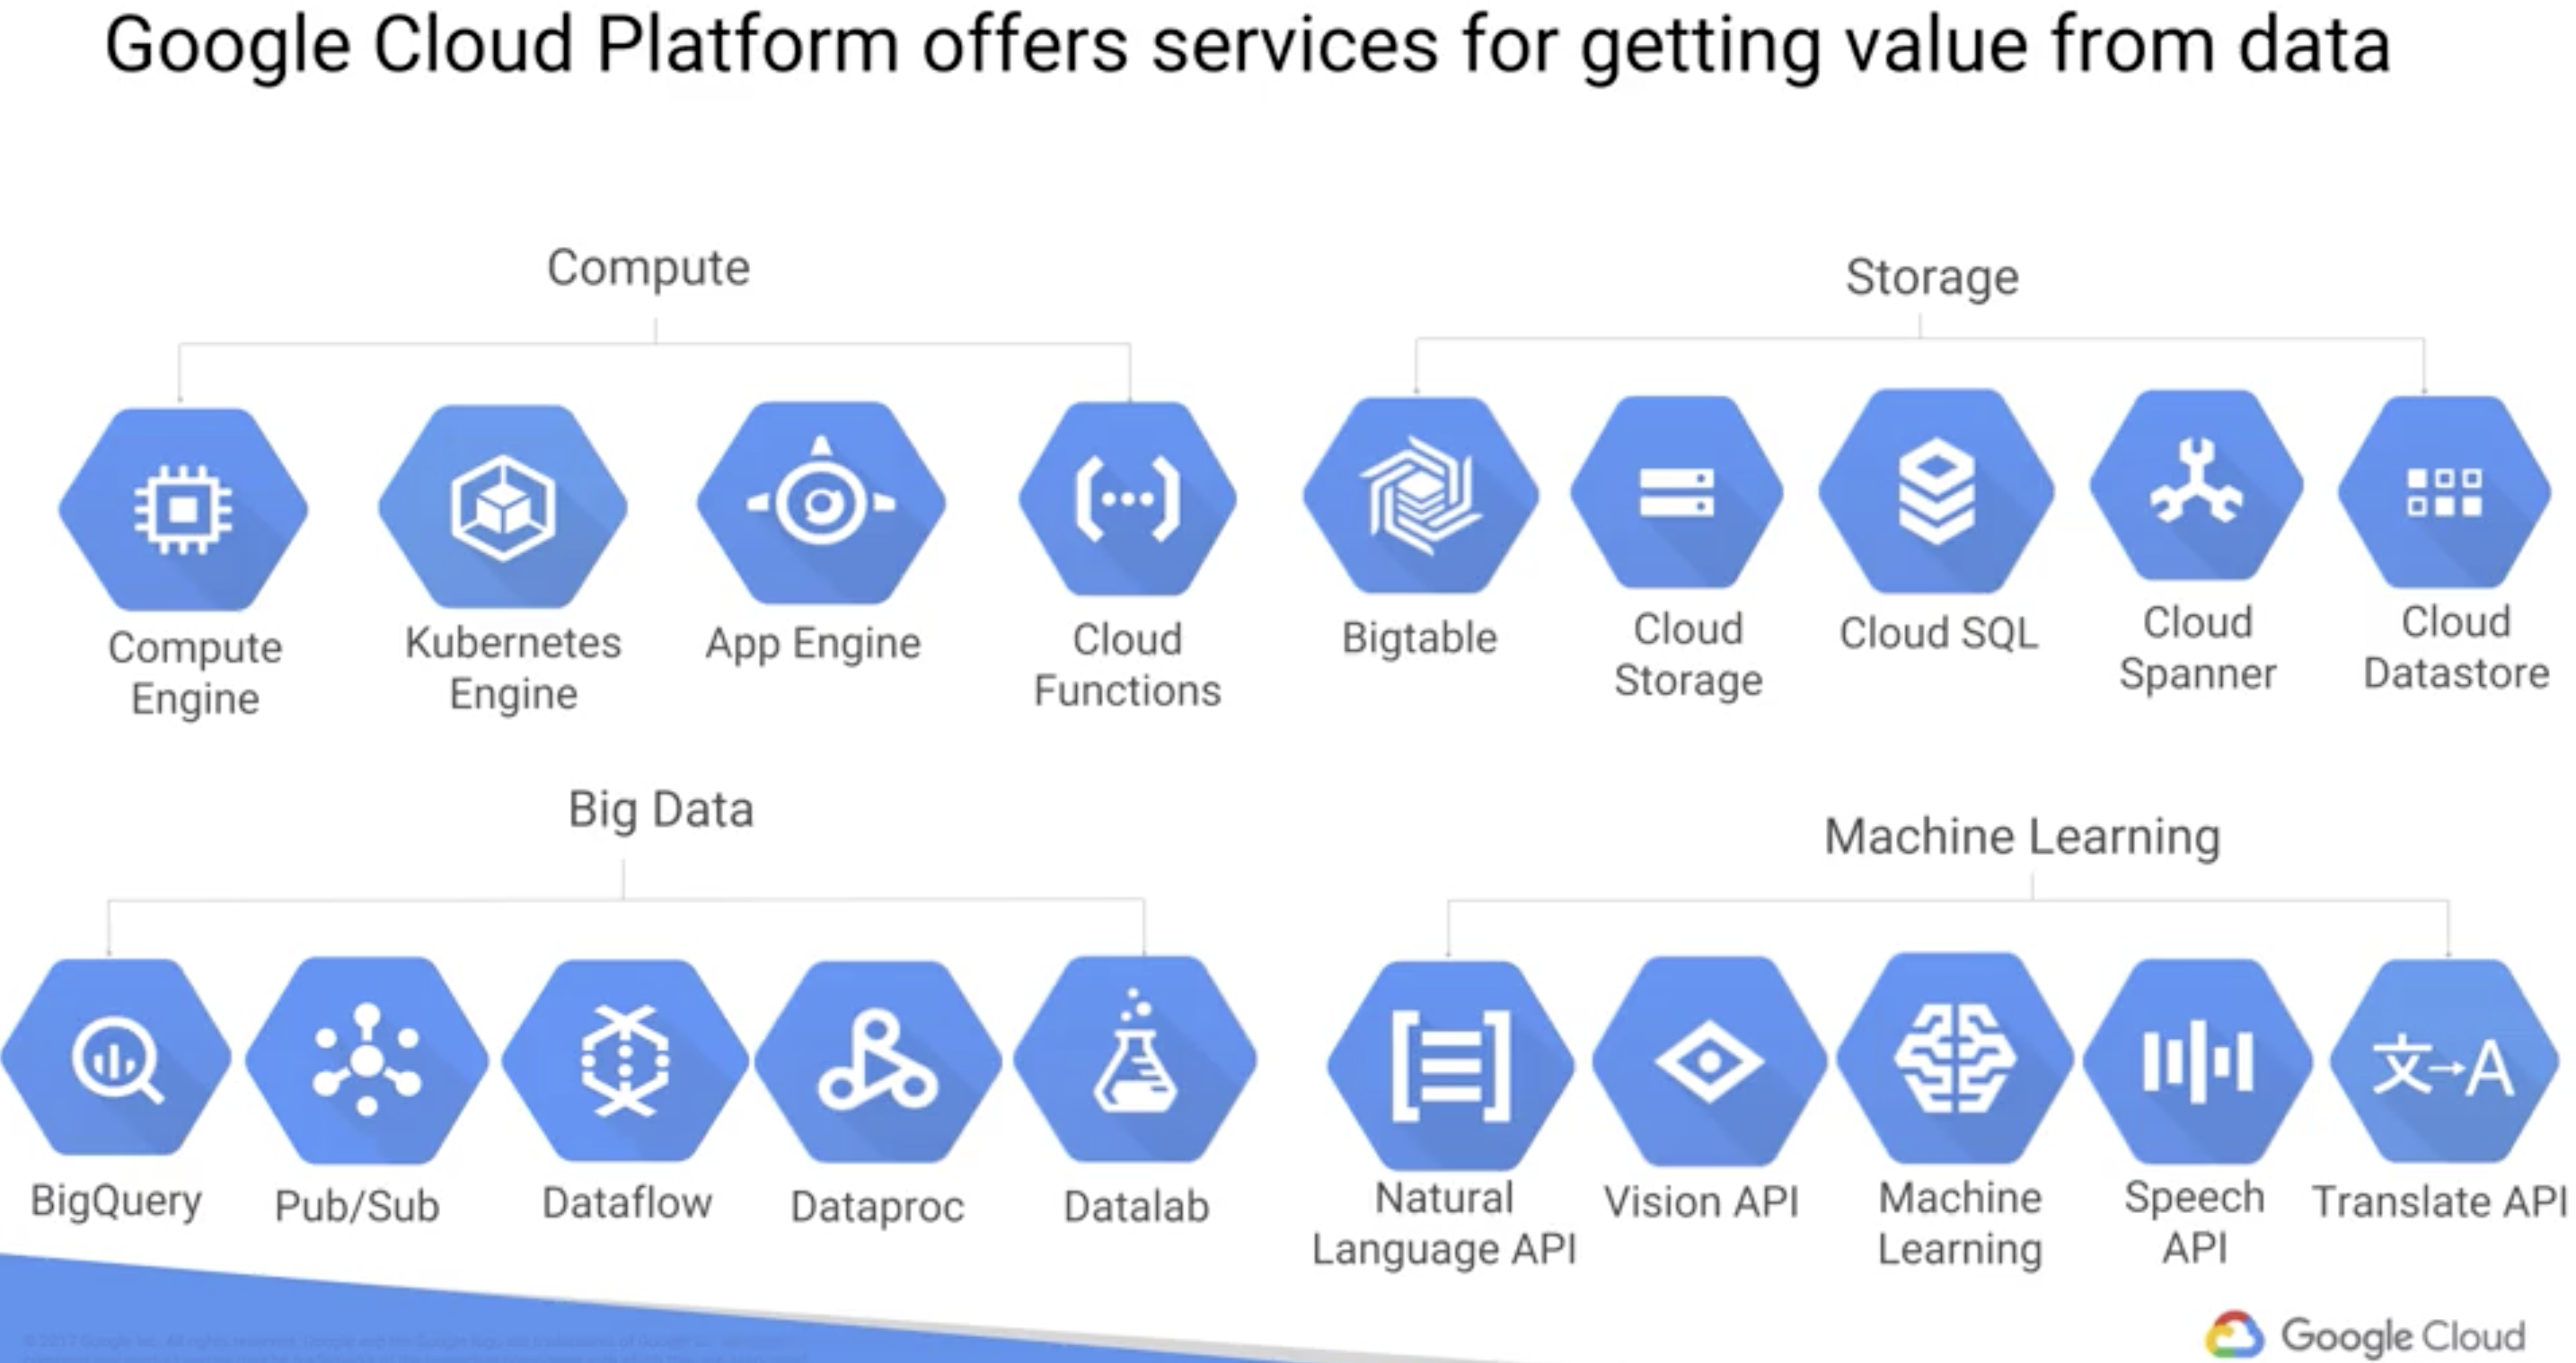 Google Cloud Platform offers services for getting value from data
Compute
Compute
Engine
Kubernetes
Engine
App Engine
Cloud
Functions
Storage
Bigtable
Cloud
Storage
Cloud SQL
Cloud
Spanner
Cloud
Datastore
Big Data
BigQuery
Pub/Sub
Dataflow
Dataproc
Datalab
Machine Learning
Natural
Language API
Vision API
Machine
Learning
Speech
API
Translate API
文→A
Google Cloud